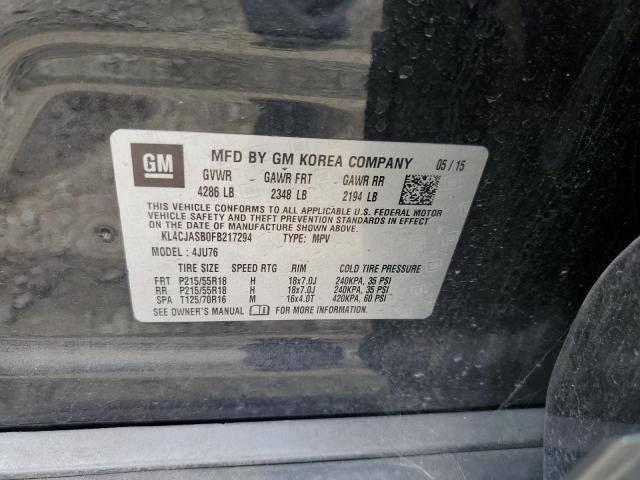 GM MFD BY GM KOREA COMPANY 05 / 15
GVWR GAWR FRT GAWR RR
4286 LB 2348 LB 2194 LB
THIS VEHICLE CONFORMS TO ALL APPLICABLE U.S. FEDERAL MOTOR
VEHICLE SAFETY AND THEFT PREVENTION STANDARDS IN EFFECT
ON THE DATE OF MANUFACTURE SHOWN ABOVE.
KL4CJASB0FB217294 TYPE: MPV
MODEL : 4JU76
TIRE SIZE SPEED RTG RIM COLD TIRE PRESSURE
FRT P215/55R18 H 18x7.0J 240KPA, 35 PSI
RR P215/55R18 H 18x7.0J 240KPA, 35 PSI
SPA T125/70R16 M 16x4.0T 420KPA, 60 PSI
SEE OWNER'S MANUAL FOR MORE INFORMATION.